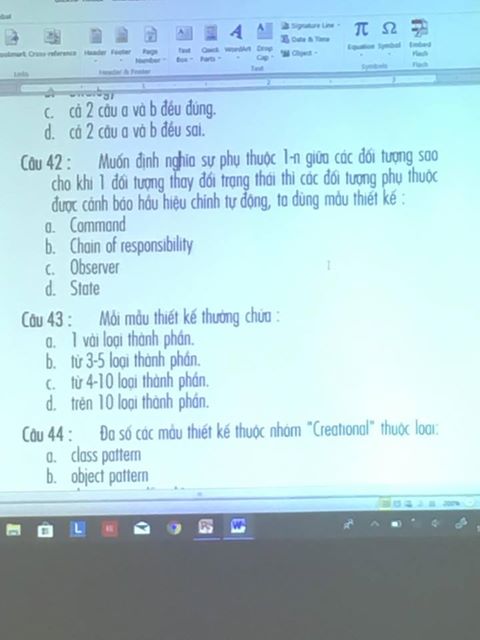 Cross-reference
Header Footer Page Number
Text Box Quick Parts WordArt Drop Cap
Signature Line
Date & Time
Object
Equation Symbol
Embed Flash
Links
Header & Footer
Text
Symbols
Flash
c. cả 2 câu a và b đều đúng.
d. cả 2 câu a và b đều sai.
Câu 42 : Muốn định nghĩa sự phụ thuộc 1-n giữa các đối tượng sao
cho khi 1 đối tượng thay đổi trạng thái thì các đối tượng phụ thuộc
được cảnh báo hầu hiệu chỉnh tự động, ta dùng mẫu thiết kế :
a. Command
b. Chain of responsibility
c. Observer
d. State
Câu 43 : Mỗi mẫu thiết kế thường chứa :
a. 1 vài loại thành phần.
b. từ 3-5 loại thành phần.
c. từ 4-10 loại thành phần.
d. trên 10 loại thành phần.
Câu 44 : Đa số các mẫu thiết kế thuộc nhóm "Creational" thuộc loại:
a. class pattern
b. object pattern
200%